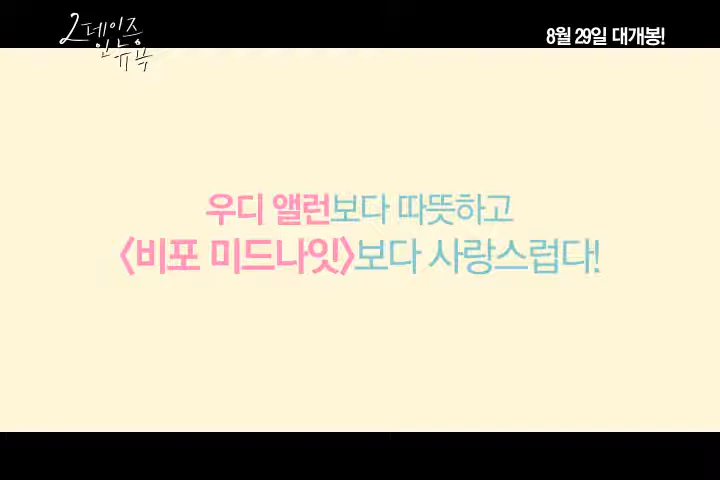 2 데이즈
인 뉴욕
8월 29일 대개봉!
우디 앨런보다 따뜻하고
<비포 미드나잇>보다 사랑스럽다!